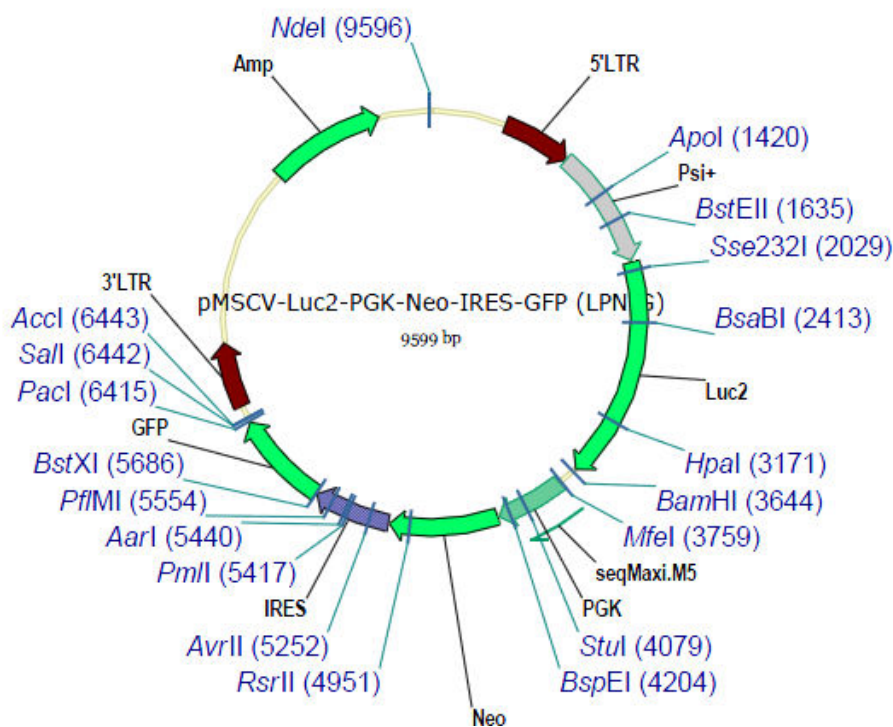 NdeI (9596)
Amp
5'LTR
ApoI (1420)
Psi+
BstEII (1635)
Sse232I (2029)
3'LTR
pMSCV-Luc2-PGK-Neo-IRES-GFP (LPN G)
9599 bp
AccI (6443)
SalI (6442)
PacI (6415)
BsaBI (2413)
Luc2
GFP
BstXI (5686)
PflMI (5554)
AarI (5440)
PmlI (5417)
HpaI (3171)
BamHI (3644)
MfeI (3759)
seqMaxi.M5
IRES
PGK
AvrII (5252)
RsrII (4951)
StuI (4079)
BspEI (4204)
Neo